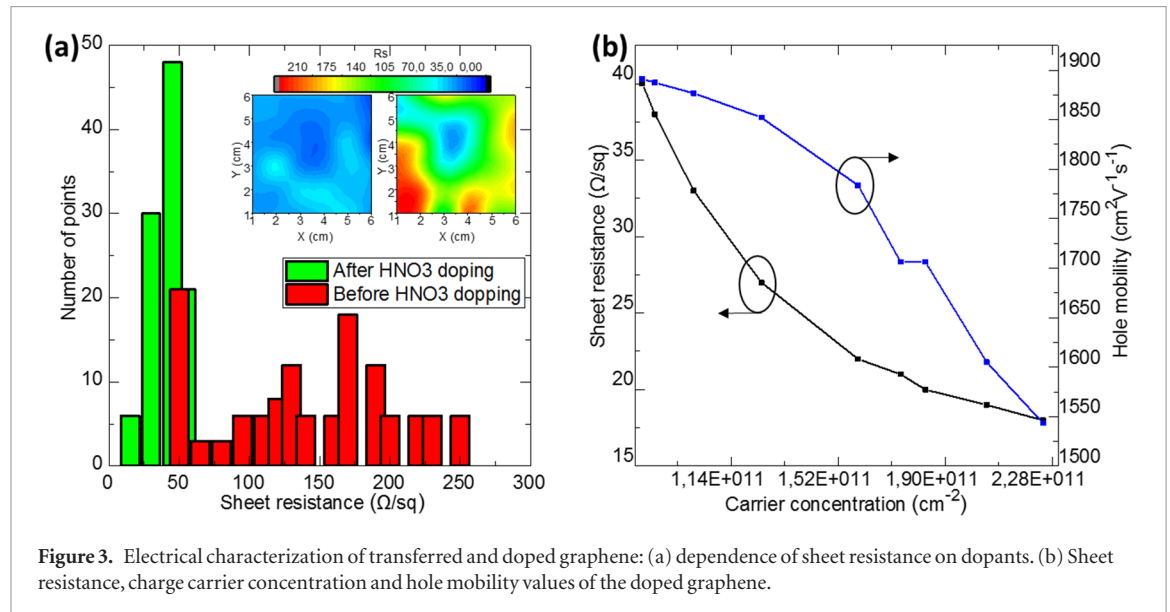 (a)
50
40
30
20
10
0
Number of points
0 50 100 150 200 250 300
Sheet resistance (Ω/sq)
Rs
210 175 140 105 70,0 35,0 0,00
6
5
4
3
2
1
Y (cm)
1 2 3 4 5 6
X (cm)
6
5
4
3
2
1
Y (cm)
1 2 3 4 5 6
X (cm)
After HNO3 doping
Before HNO3 dopping
(b)
40
35
30
25
20
15
Sheet resistance (Ω/sq)
1900
1850
1800
1750
1700
1650
1600
1550
1500
Hole mobility (cm²V⁻¹s⁻¹)
1,14E+011 1,52E+011 1,90E+011 2,28E+011
Carrier concentration (cm⁻²)
Figure 3. Electrical characterization of transferred and doped graphene: (a) dependence of sheet resistance on dopants. (b) Sheet
resistance, charge carrier concentration and hole mobility values of the doped graphene.